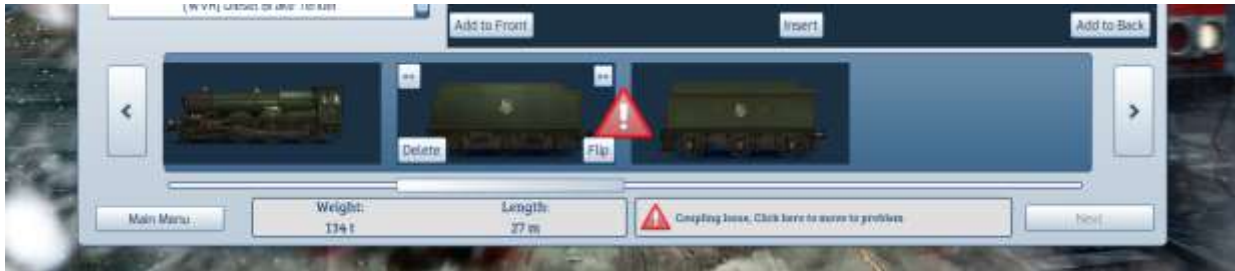 (WVR) Diesel Brake Tender
Add to Front
Insert
Add to Back
Delete
Flip
Main Menu
Weight:
134 t
Length:
27 m
Coupling loose, Click here to move to problem
Next